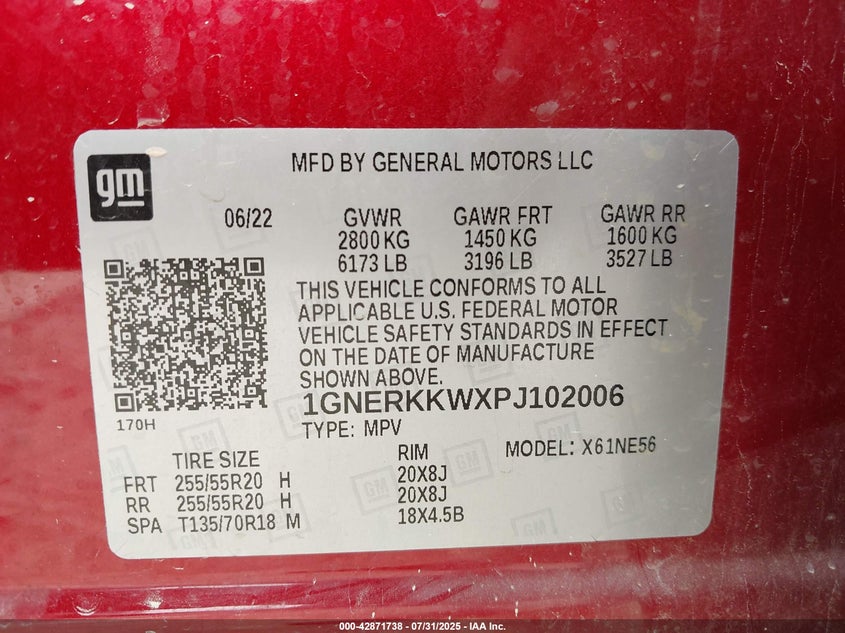 gm
MFD BY GENERAL MOTORS LLC
06/22 GVWR GAWR FRT GAWR RR
2800 KG 1450 KG 1600 KG
6173 LB 3196 LB 3527 LB
THIS VEHICLE CONFORMS TO ALL
APPLICABLE U.S. FEDERAL MOTOR
VEHICLE SAFETY STANDARDS IN EFFECT
ON THE DATE OF MANUFACTURE
SHOWN ABOVE.
1GNERKKWXPJ102006
170H
TYPE: MPV
TIRE SIZE RIM MODEL: X61NE56
FRT 255/55R20 H 20X8J
RR 255/55R20 H 20X8J
SPA T135/70R18 M 18X4.5B
000-42871738 - 07/31/2025 - IAA Inc.